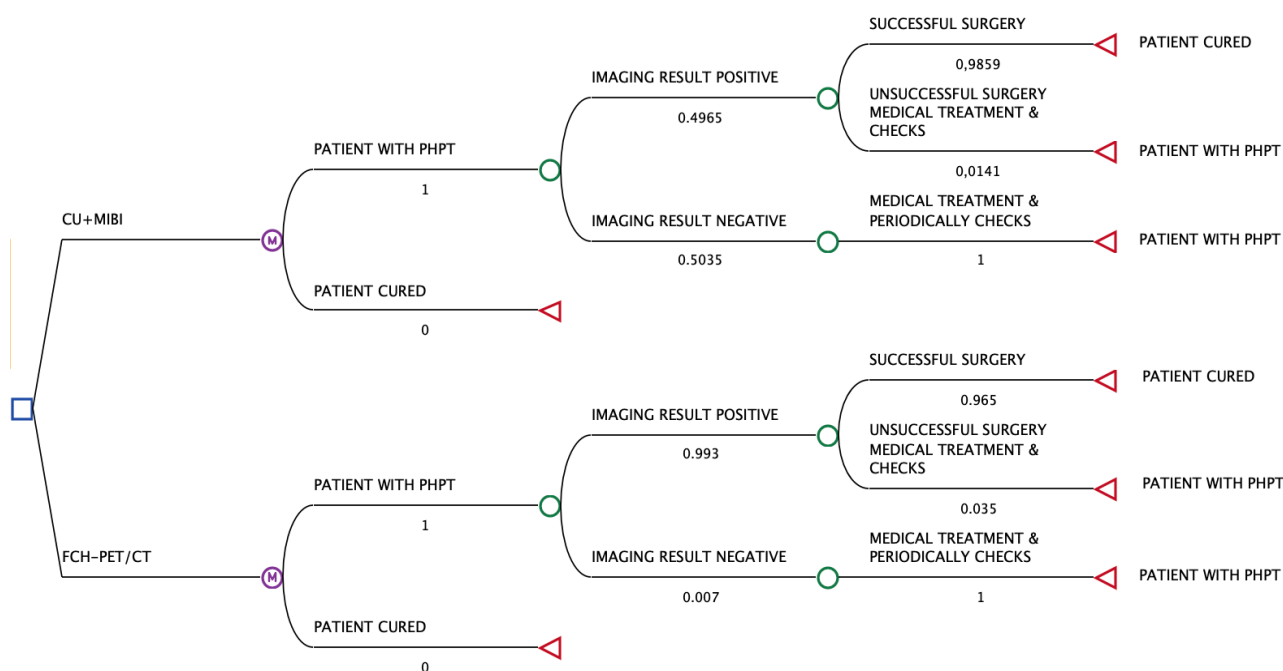 SUCCESSFUL SURGERY
PATIENT CURED
0,9859
IMAGING RESULT POSITIVE
0.4965
UNSUCCESSFUL SURGERY
MEDICAL TREATMENT &
CHECKS
PATIENT WITH PHPT
0,0141
PATIENT WITH PHPT
1
MEDICAL TREATMENT &
PERIODICALLY CHECKS
IMAGING RESULT NEGATIVE
PATIENT WITH PHPT
0.5035
1
CU+MIBI
M
PATIENT CURED
0
SUCCESSFUL SURGERY
PATIENT CURED
0.965
IMAGING RESULT POSITIVE
0.993
UNSUCCESSFUL SURGERY
MEDICAL TREATMENT &
CHECKS
PATIENT WITH PHPT
0.035
PATIENT WITH PHPT
1
MEDICAL TREATMENT &
PERIODICALLY CHECKS
IMAGING RESULT NEGATIVE
PATIENT WITH PHPT
0.007
1
FCH-PET/CT
M
PATIENT CURED
0